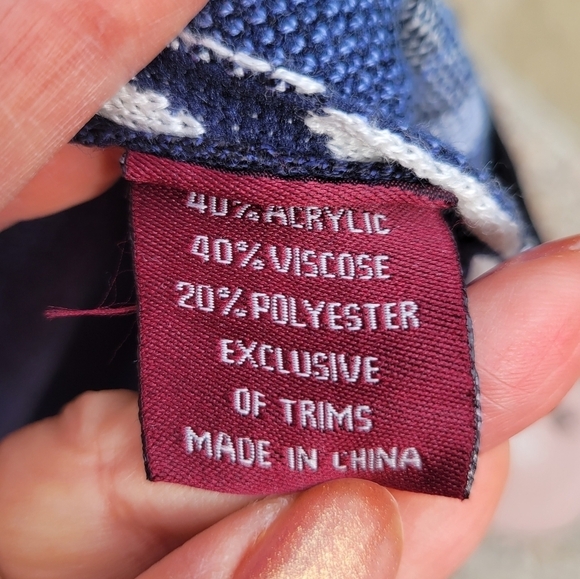 40% ACRYLIC
40% VISCOSE
20% POLYESTER
EXCLUSIVE
OF TRIMS
MADE IN CHINA